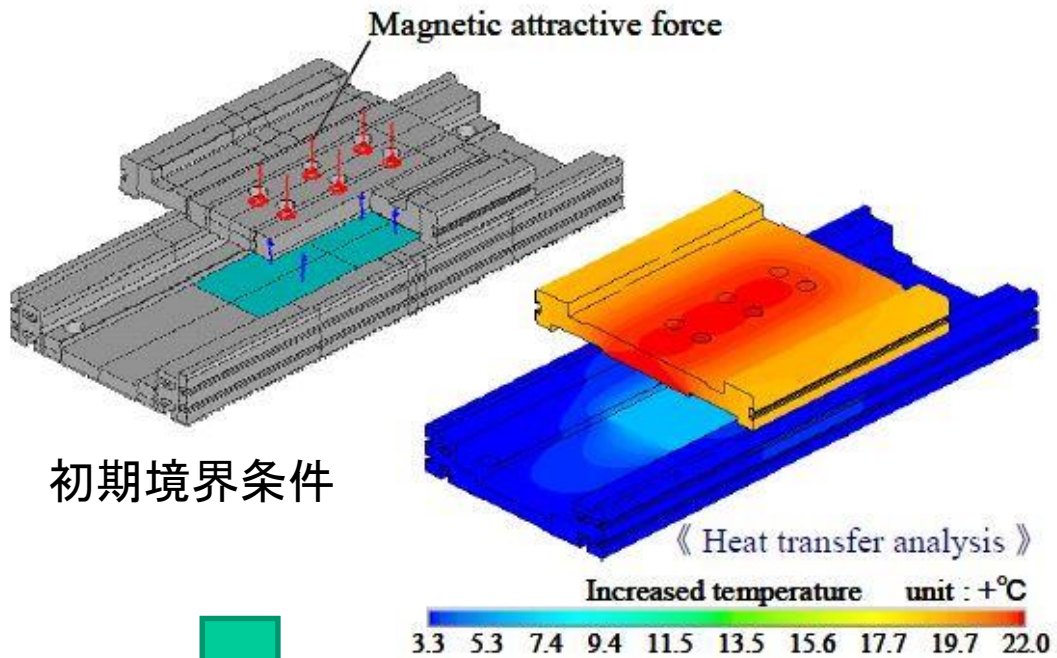 Magnetic attractive force
初期境界条件
《 Heat transfer analysis 》
Increased temperature unit : +°C
3.3 5.3 7.4 9.4 11.5 13.5 15.6 17.7 19.7 22.0